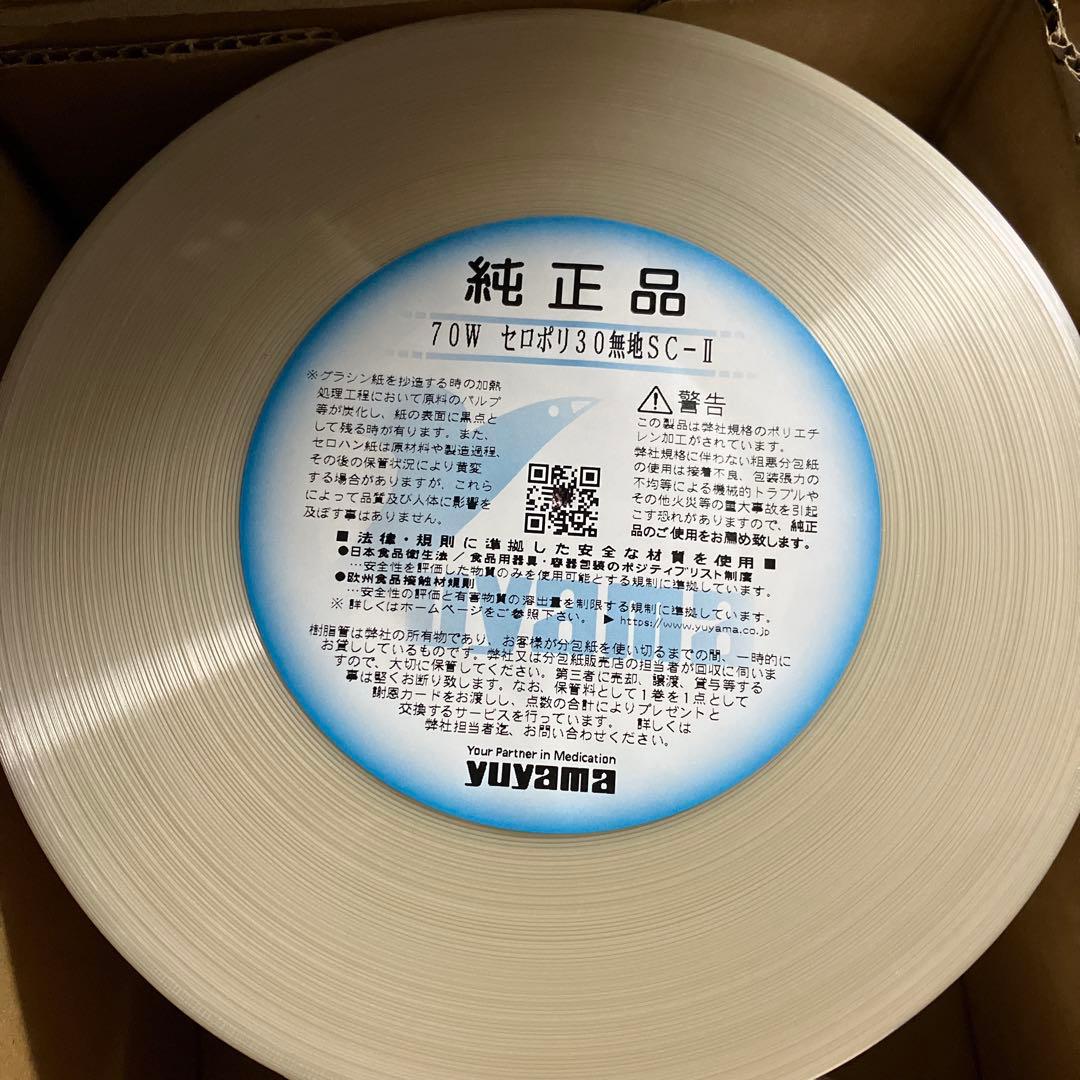 純正品
70W セロポリ30無地SC-Ⅱ
※グラシン紙を抄造する時の加熱
処理工程において原料のパルプ
等が炭化し、紙の表面に黒点と
して残る時が有ります。また、
セロハン紙は原材料や製造過程、
その後の保管状況により黄変
する場合がありますが、これら
によって品質及び人体に影響を
及ぼす事はありません。
警告
この製品は弊社規格のポリエチ
レン加工がされています。
弊社規格に伴わない粗悪分包紙
の使用は接着不良、包装張力の
不均等による機械的トラブルや
その他火災等の重大事故を引起
こす恐れがありますので、純正
品のご使用をお薦め致します。
■ 法律・規則に準拠した安全な材質を使用 ■
●日本食品衛生法/食品用器具・容器包装のポジティブリスト制度
…安全性を評価した物質のみを使用可能とする規制に準拠しています。
●欧州食品接触材規則
…安全性の評価と有害物質の溶出量を制限する規制に準拠しています。
※ 詳しくはホームページをご参照下さい。 ▶ https://www.yuyama.co.jp
樹脂管は弊社の所有物であり、お客様が分包紙を使い切るまでの間、一時的に
お貸ししているものです。弊社又は分包紙販売店の担当者が回収に伺いま
すので、大切に保管してください。第三者に売却、譲渡、貸与等する
事は堅くお断り致します。なお、保管料として1巻を1点として
謝恩カードをお渡しし、点数の合計によりプレゼントと
交換するサービスを行っています。 詳しくは
弊社担当者迄、お問い合わせください。
Your Partner in Medication
yuyama